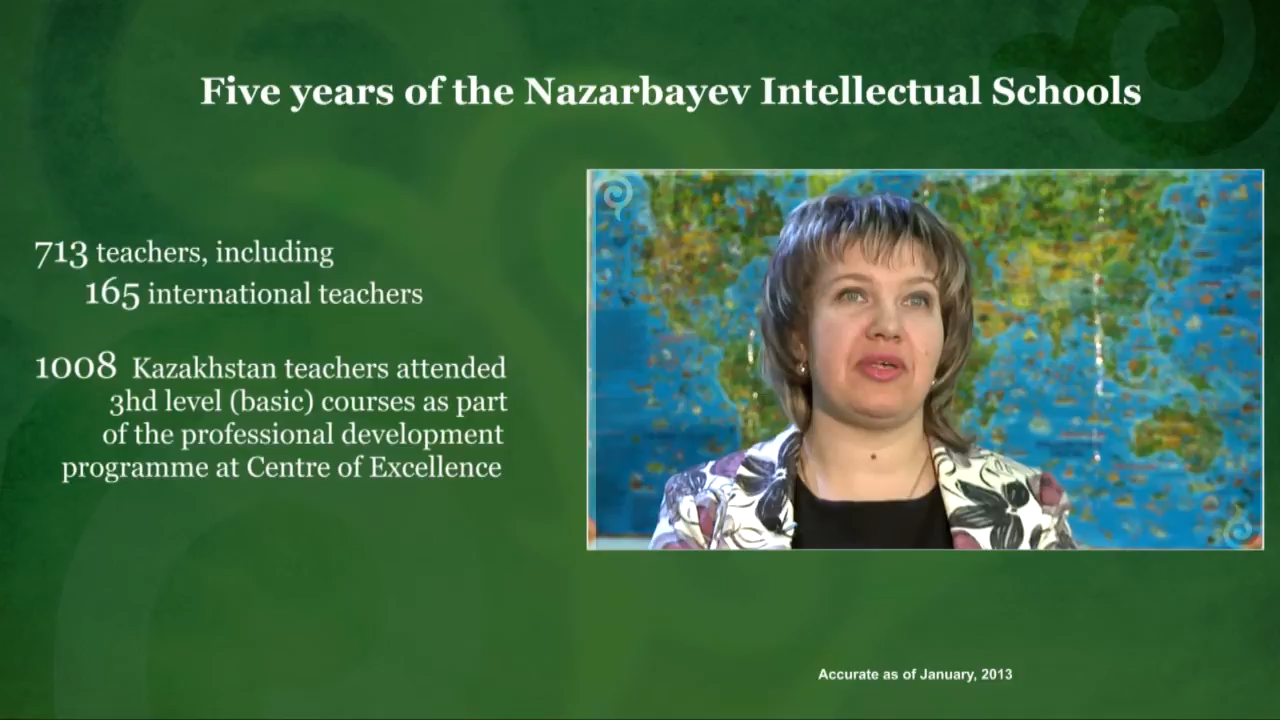 Five years of the Nazarbayev Intellectual Schools
713 teachers, including
165 international teachers
1008 Kazakhstan teachers attended
3hd level (basic) courses as part
of the professional development
programme at Centre of Excellence
Accurate as of January, 2013